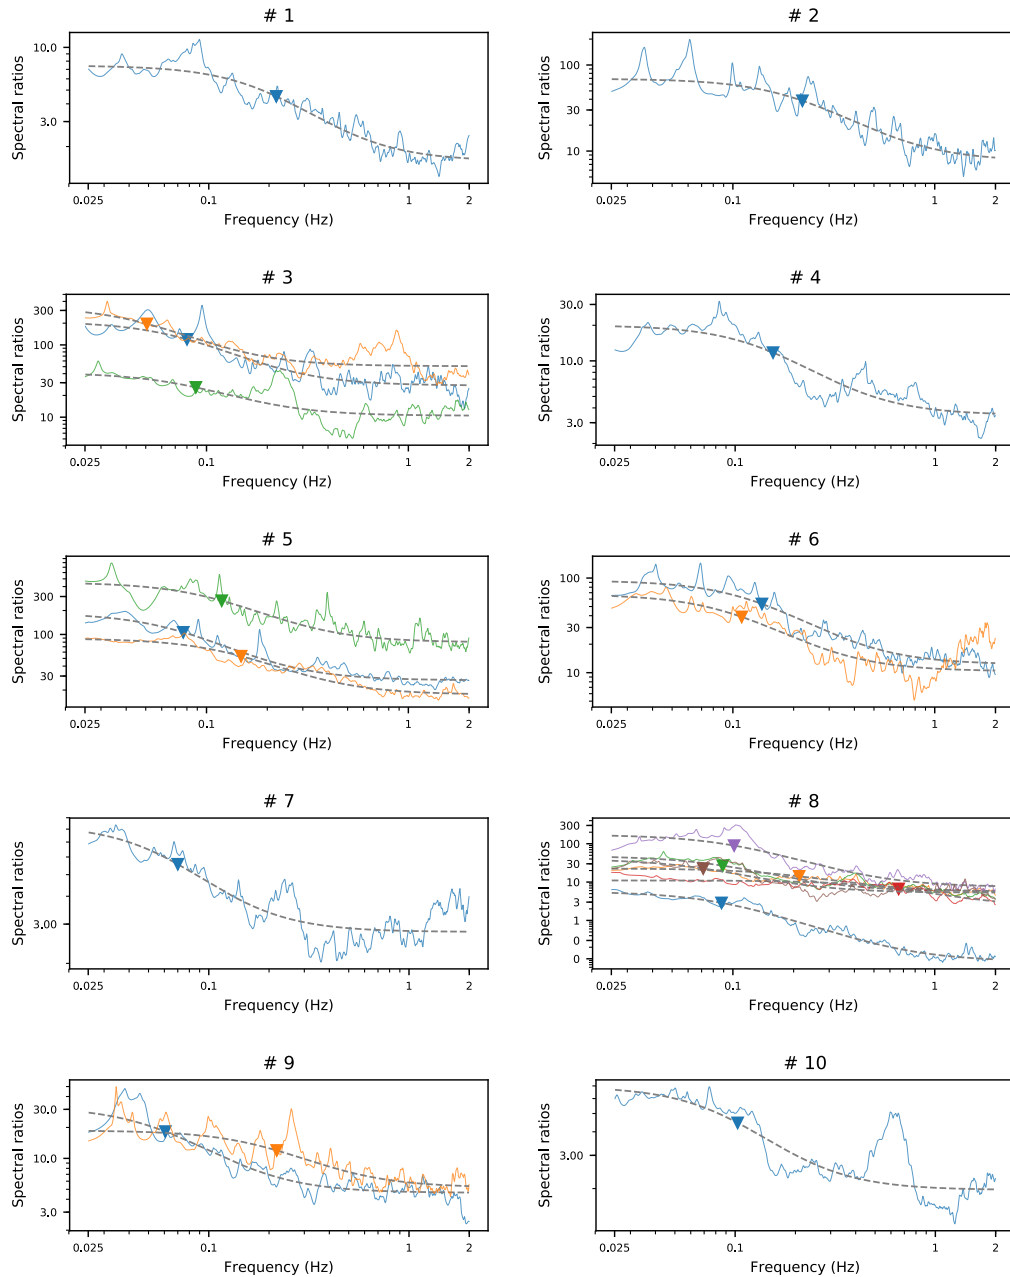 # 1
Spectral ratios
10.0
3.0
0.025 0.1 1 2
Frequency (Hz)
# 2
Spectral ratios
100
30
10
0.025 0.1 1 2
Frequency (Hz)
# 3
Spectral ratios
300
100
30
10
0.025 0.1 1 2
Frequency (Hz)
# 4
Spectral ratios
30.0
10.0
3.0
0.025 0.1 1 2
Frequency (Hz)
# 5
Spectral ratios
300
100
30
0.025 0.1 1 2
Frequency (Hz)
# 6
Spectral ratios
100
30
10
0.025 0.1 1 2
Frequency (Hz)
# 7
Spectral ratios
3.00
0.025 0.1 1 2
Frequency (Hz)
# 8
Spectral ratios
300
100
30
10
3
1
0
0
0.025 0.1 1 2
Frequency (Hz)
# 9
Spectral ratios
30.0
10.0
3.0
0.025 0.1 1 2
Frequency (Hz)
# 10
Spectral ratios
3.00
0.025 0.1 1 2
Frequency (Hz)